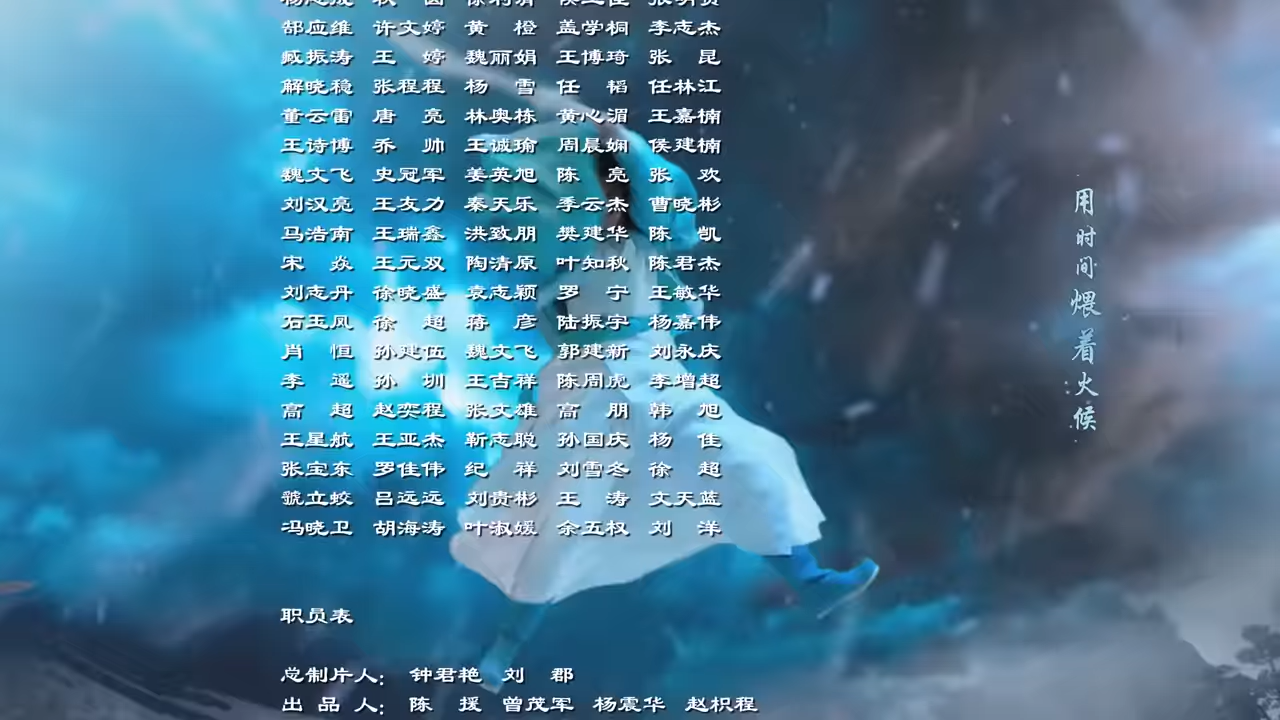 郜应维 许文婷 黄 橙 盖学桐 李志杰
臧振涛 王 婷 魏丽娟 王博琦 张 昆
解晓稳 张程程 杨 雪 任 韬 任林江
董云雷 唐 亮 林奥栋 黄心湄 王嘉楠
王诗博 乔 帅 王诚瑜 周晨娴 侯建楠
魏文飞 史冠军 姜英旭 陈 亮 张 欢
刘汉亮 王友力 秦天乐 季云杰 曹晓彬
马浩南 王瑞鑫 洪致朋 樊建华 陈 凯
宋 焱 王元双 陶清原 叶知秋 陈君杰
刘志丹 徐晓盛 袁志颖 罗 宁 王敏华
石玉凤 徐 超 蒋 彦 陆振宇 杨嘉伟
肖 恒 孙建伍 魏文飞 郭建新 刘永庆
李 遥 孙 圳 王吉祥 陈周虎 李增超
高 超 赵奕程 张文雄 高 朋 韩 旭
王星航 王亚杰 靳志聪 孙国庆 杨 佳
张宝东 罗佳伟 纪 祥 刘雪冬 徐 超
虢立蛟 吕远远 刘贵彬 王 涛 文天蓝
冯晓卫 胡海涛 叶淑媛 余五权 刘 洋
职员表
总制片人： 钟君艳 刘 郡
出 品 人： 陈 援 曾茂军 杨震华 赵枳程
用时间煨着火候